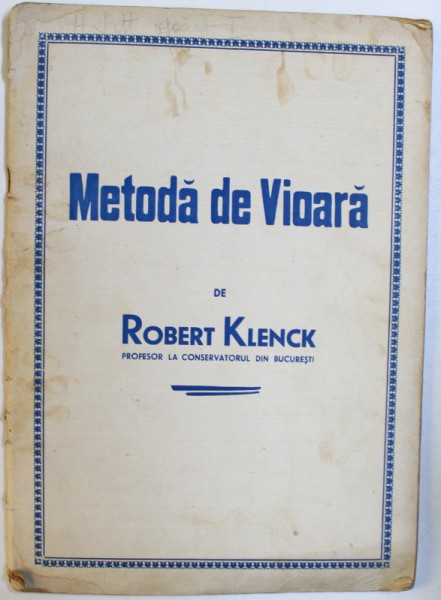 Metodă de Vioară
DE
ROBERT KLENCK
PROFESOR LA CONSERVATORUL DIN BUCUREȘTI